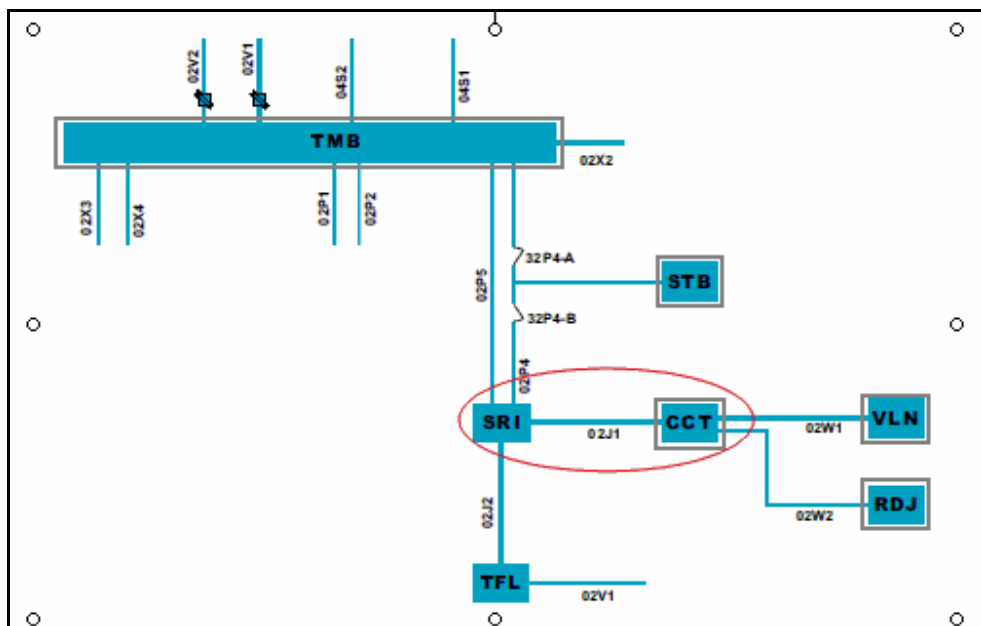 02V2
02V1
04S2
04S1
TMB
02X2
02X3
02X4
02P1
02P2
02P5
32P4-A
STB
32P4-B
02P4
SRI
02J1
CCT
02W1
VLN
02J2
02W2
RDJ
TFL
02V1